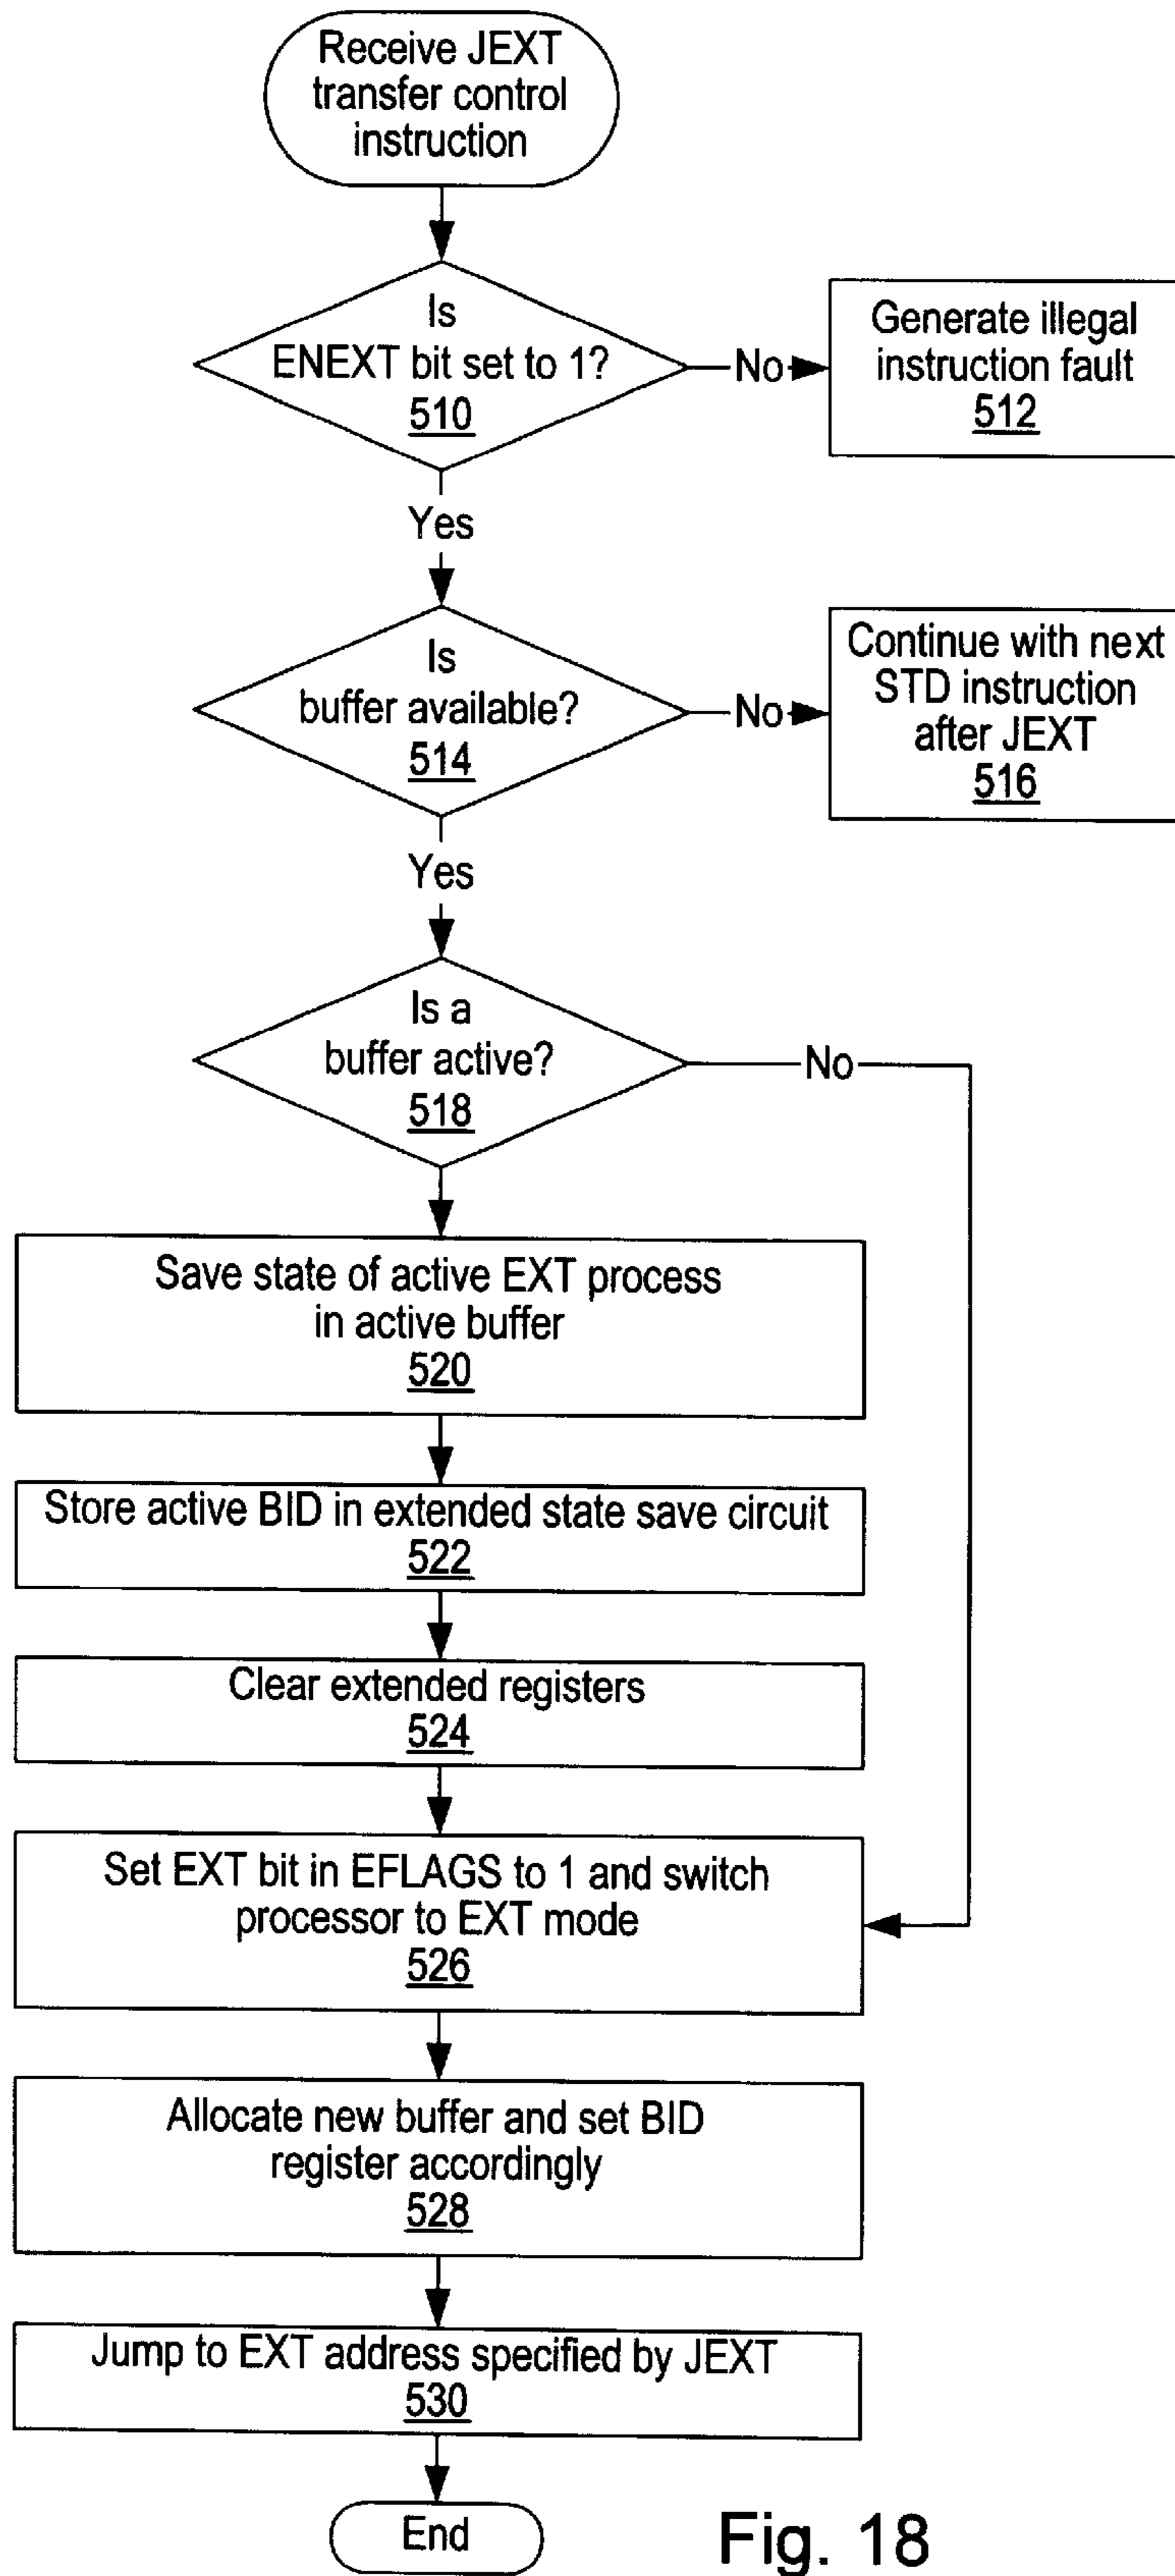 Receive JEXT
transfer control
instruction
Is
ENEXT bit set to 1?
510
No
Generate illegal
instruction fault
512
Yes
Is
buffer available?
514
No
Continue with next
STD instruction
after JEXT
516
Yes
Is a
buffer active?
518
No
Save state of active EXT process
in active buffer
520
Store active BID in extended state save circuit
522
Clear extended registers
524
Set EXT bit in EFLAGS to 1 and switch
processor to EXT mode
526
Allocate new buffer and set BID
register accordingly
528
Jump to EXT address specified by JEXT
530
End
Fig. 18